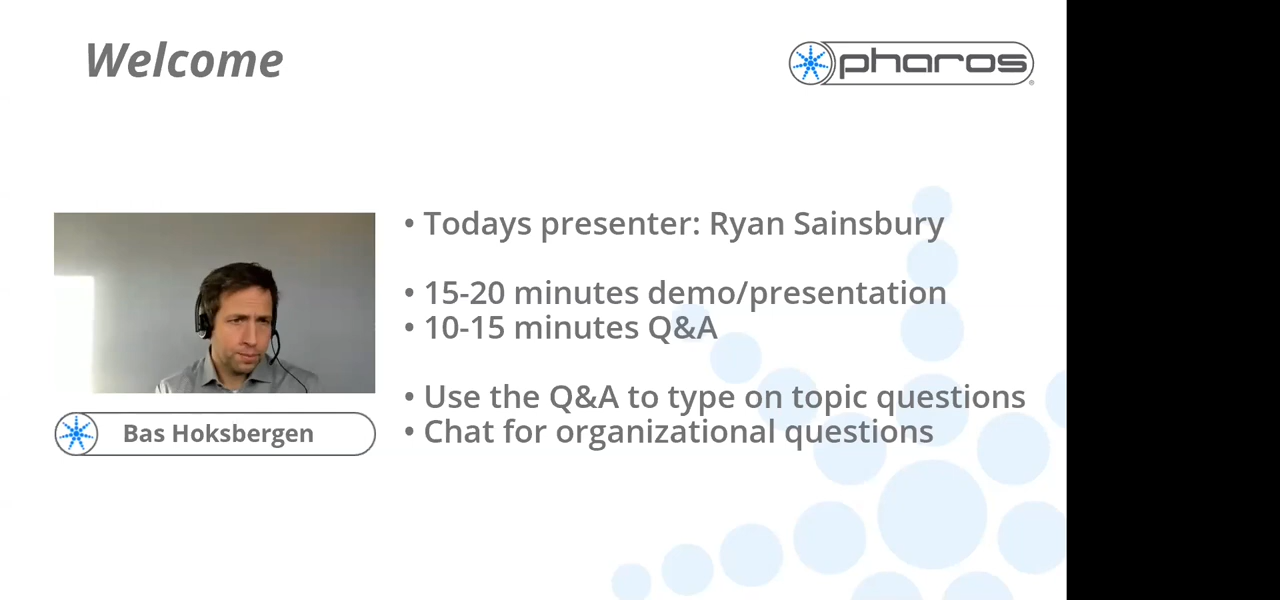 Welcome
pharos
• Todays presenter: Ryan Sainsbury
• 15-20 minutes demo/presentation
• 10-15 minutes Q&A
• Use the Q&A to type on topic questions
• Chat for organizational questions
Bas Hoksbergen